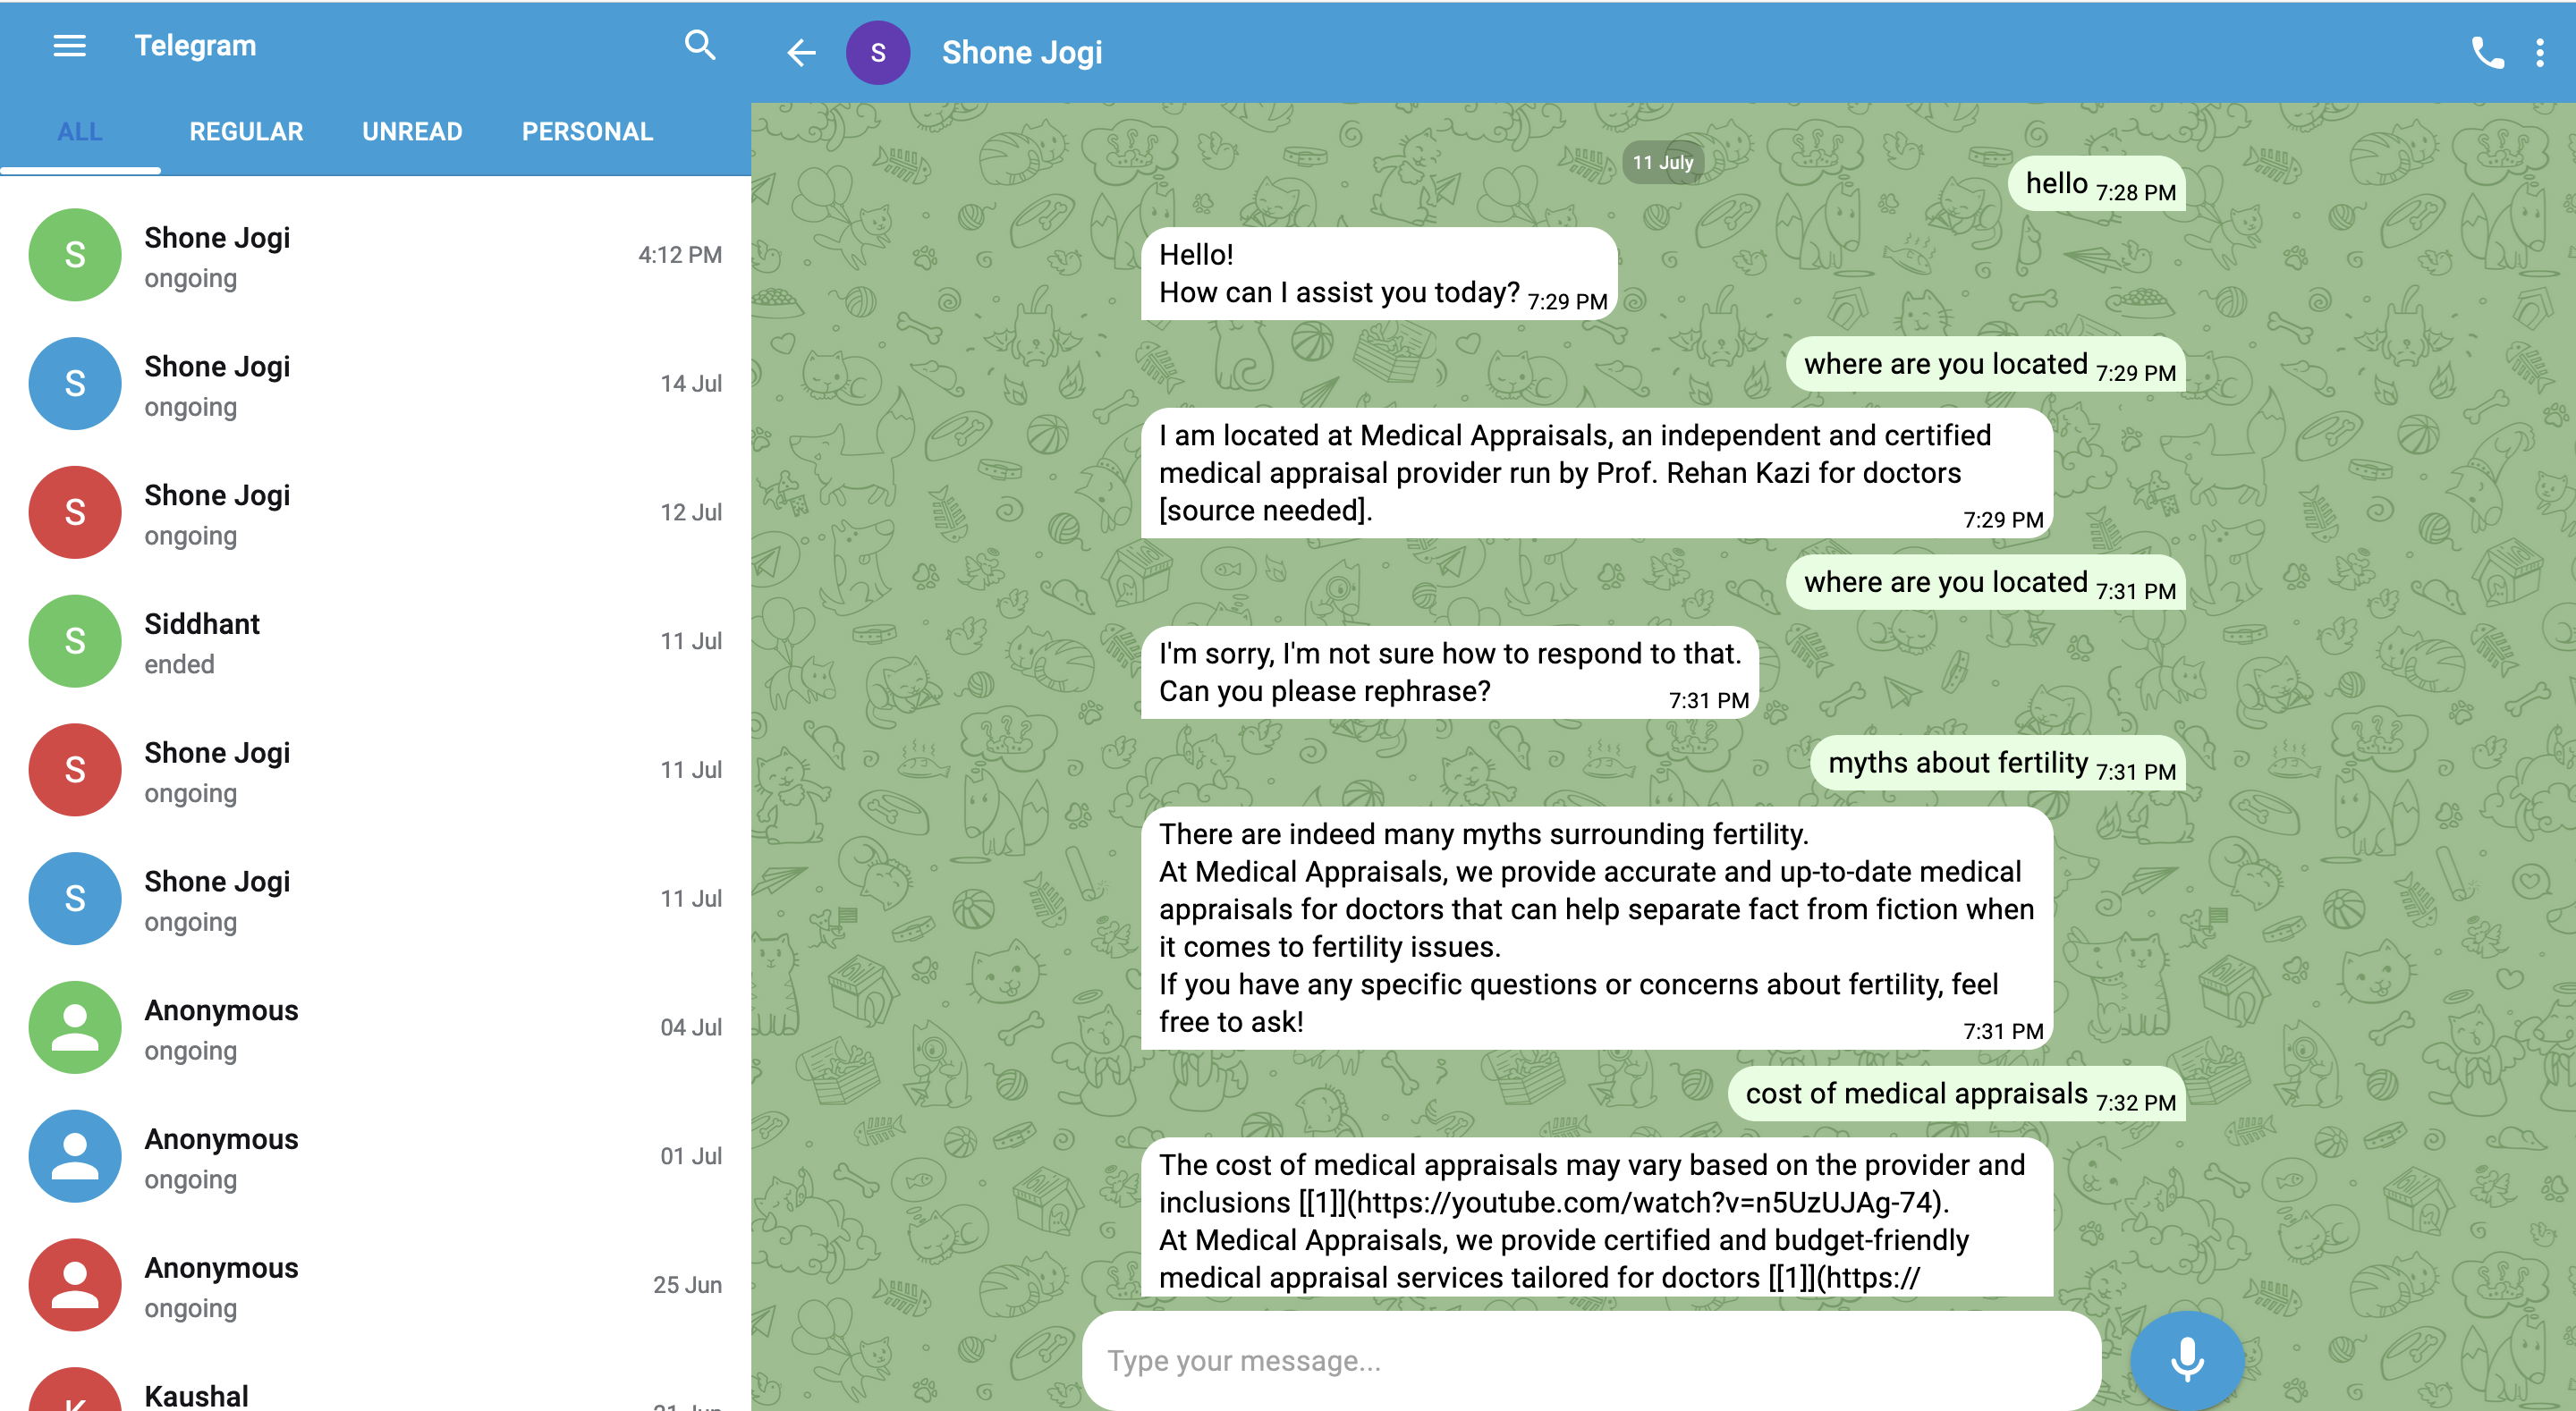 Telegram
ALL REGULAR UNREAD PERSONAL
S Shone Jogi
ongoing
4:12 PM
S Shone Jogi
ongoing
14 Jul
S Shone Jogi
ongoing
12 Jul
S Siddhant
ended
11 Jul
S Shone Jogi
ongoing
11 Jul
S Shone Jogi
ongoing
11 Jul
Anonymous
ongoing
04 Jul
Anonymous
ongoing
01 Jul
Anonymous
ongoing
25 Jun
K Kaushal
21 Jun
S Shone Jogi
11 July
hello 7:28 PM
Hello!
How can I assist you today? 7:29 PM
where are you located 7:29 PM
I am located at Medical Appraisals, an independent and certified
medical appraisal provider run by Prof. Rehan Kazi for doctors
[source needed]. 7:29 PM
where are you located 7:31 PM
I'm sorry, I'm not sure how to respond to that.
Can you please rephrase? 7:31 PM
myths about fertility 7:31 PM
There are indeed many myths surrounding fertility.
At Medical Appraisals, we provide accurate and up-to-date medical
appraisals for doctors that can help separate fact from fiction when
it comes to fertility issues.
If you have any specific questions or concerns about fertility, feel
free to ask! 7:31 PM
cost of medical appraisals 7:32 PM
The cost of medical appraisals may vary based on the provider and
inclusions [[1]](https://youtube.com/watch?v=n5UzUJAg-74).
At Medical Appraisals, we provide certified and budget-friendly
medical appraisal services tailored for doctors [[1]](https://
Type your message...